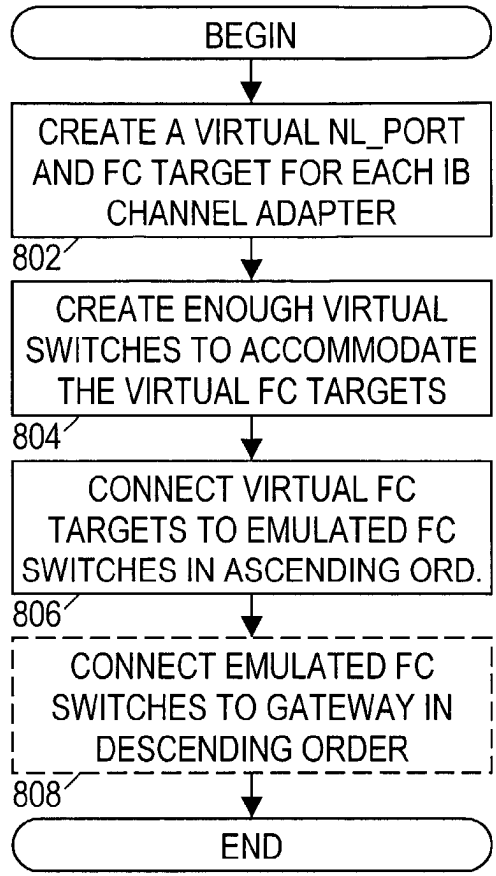 BEGIN
CREATE A VIRTUAL NL_PORT
AND FC TARGET FOR EACH IB
CHANNEL ADAPTER
802
CREATE ENOUGH VIRTUAL
SWITCHES TO ACCOMMODATE
THE VIRTUAL FC TARGETS
804
CONNECT VIRTUAL FC
TARGETS TO EMULATED FC
SWITCHES IN ASCENDING ORD.
806
CONNECT EMULATED FC
SWITCHES TO GATEWAY IN
DESCENDING ORDER
808
END